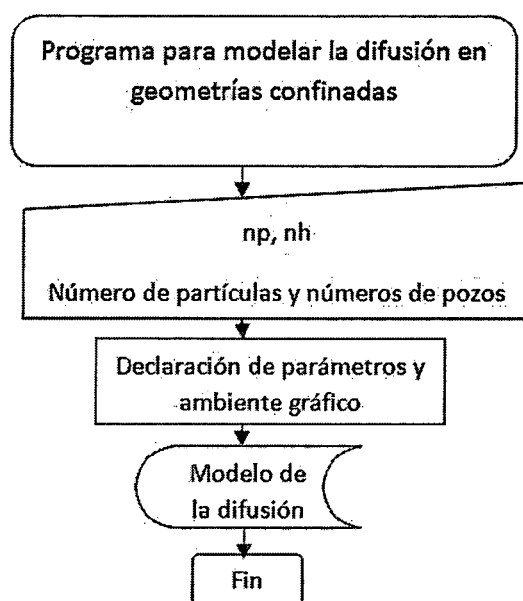 Programa para modelar la difusión en
geometrías confinadas
np, nh
Número de partículas y números de pozos
Declaración de parámetros y
ambiente gráfico
Modelo de
la difusión
Fin